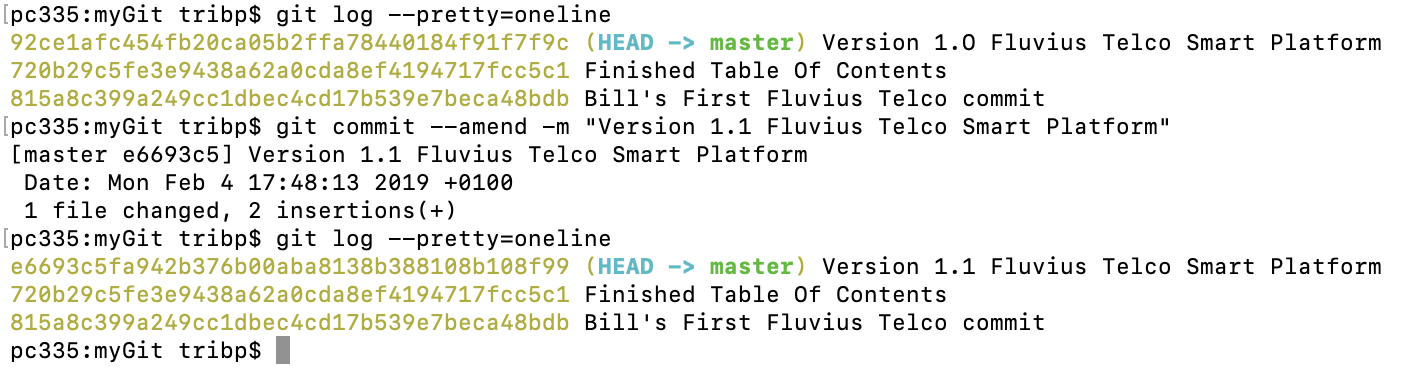 [pc335:myGit tribp$ git log --pretty=oneline
92ce1afc454fb20ca05b2ffa78440184f91f7f9c (HEAD -> master) Version 1.O Fluvius Telco Smart Platform
720b29c5fe3e9438a62a0cda8ef4194717fcc5c1 Finished Table Of Contents
815a8c399a249cc1dbec4cd17b539e7beca48bdb Bill's First Fluvius Telco commit
[pc335:myGit tribp$ git commit --amend -m "Version 1.1 Fluvius Telco Smart Platform"
[master e6693c5] Version 1.1 Fluvius Telco Smart Platform
Date: Mon Feb 4 17:48:13 2019 +0100
1 file changed, 2 insertions(+)
[pc335:myGit tribp$ git log --pretty=oneline
e6693c5fa942b376b00aba8138b388108b108f99 (HEAD -> master) Version 1.1 Fluvius Telco Smart Platform
720b29c5fe3e9438a62a0cda8ef4194717fcc5c1 Finished Table Of Contents
815a8c399a249cc1dbec4cd17b539e7beca48bdb Bill's First Fluvius Telco commit
pc335:myGit tribp$